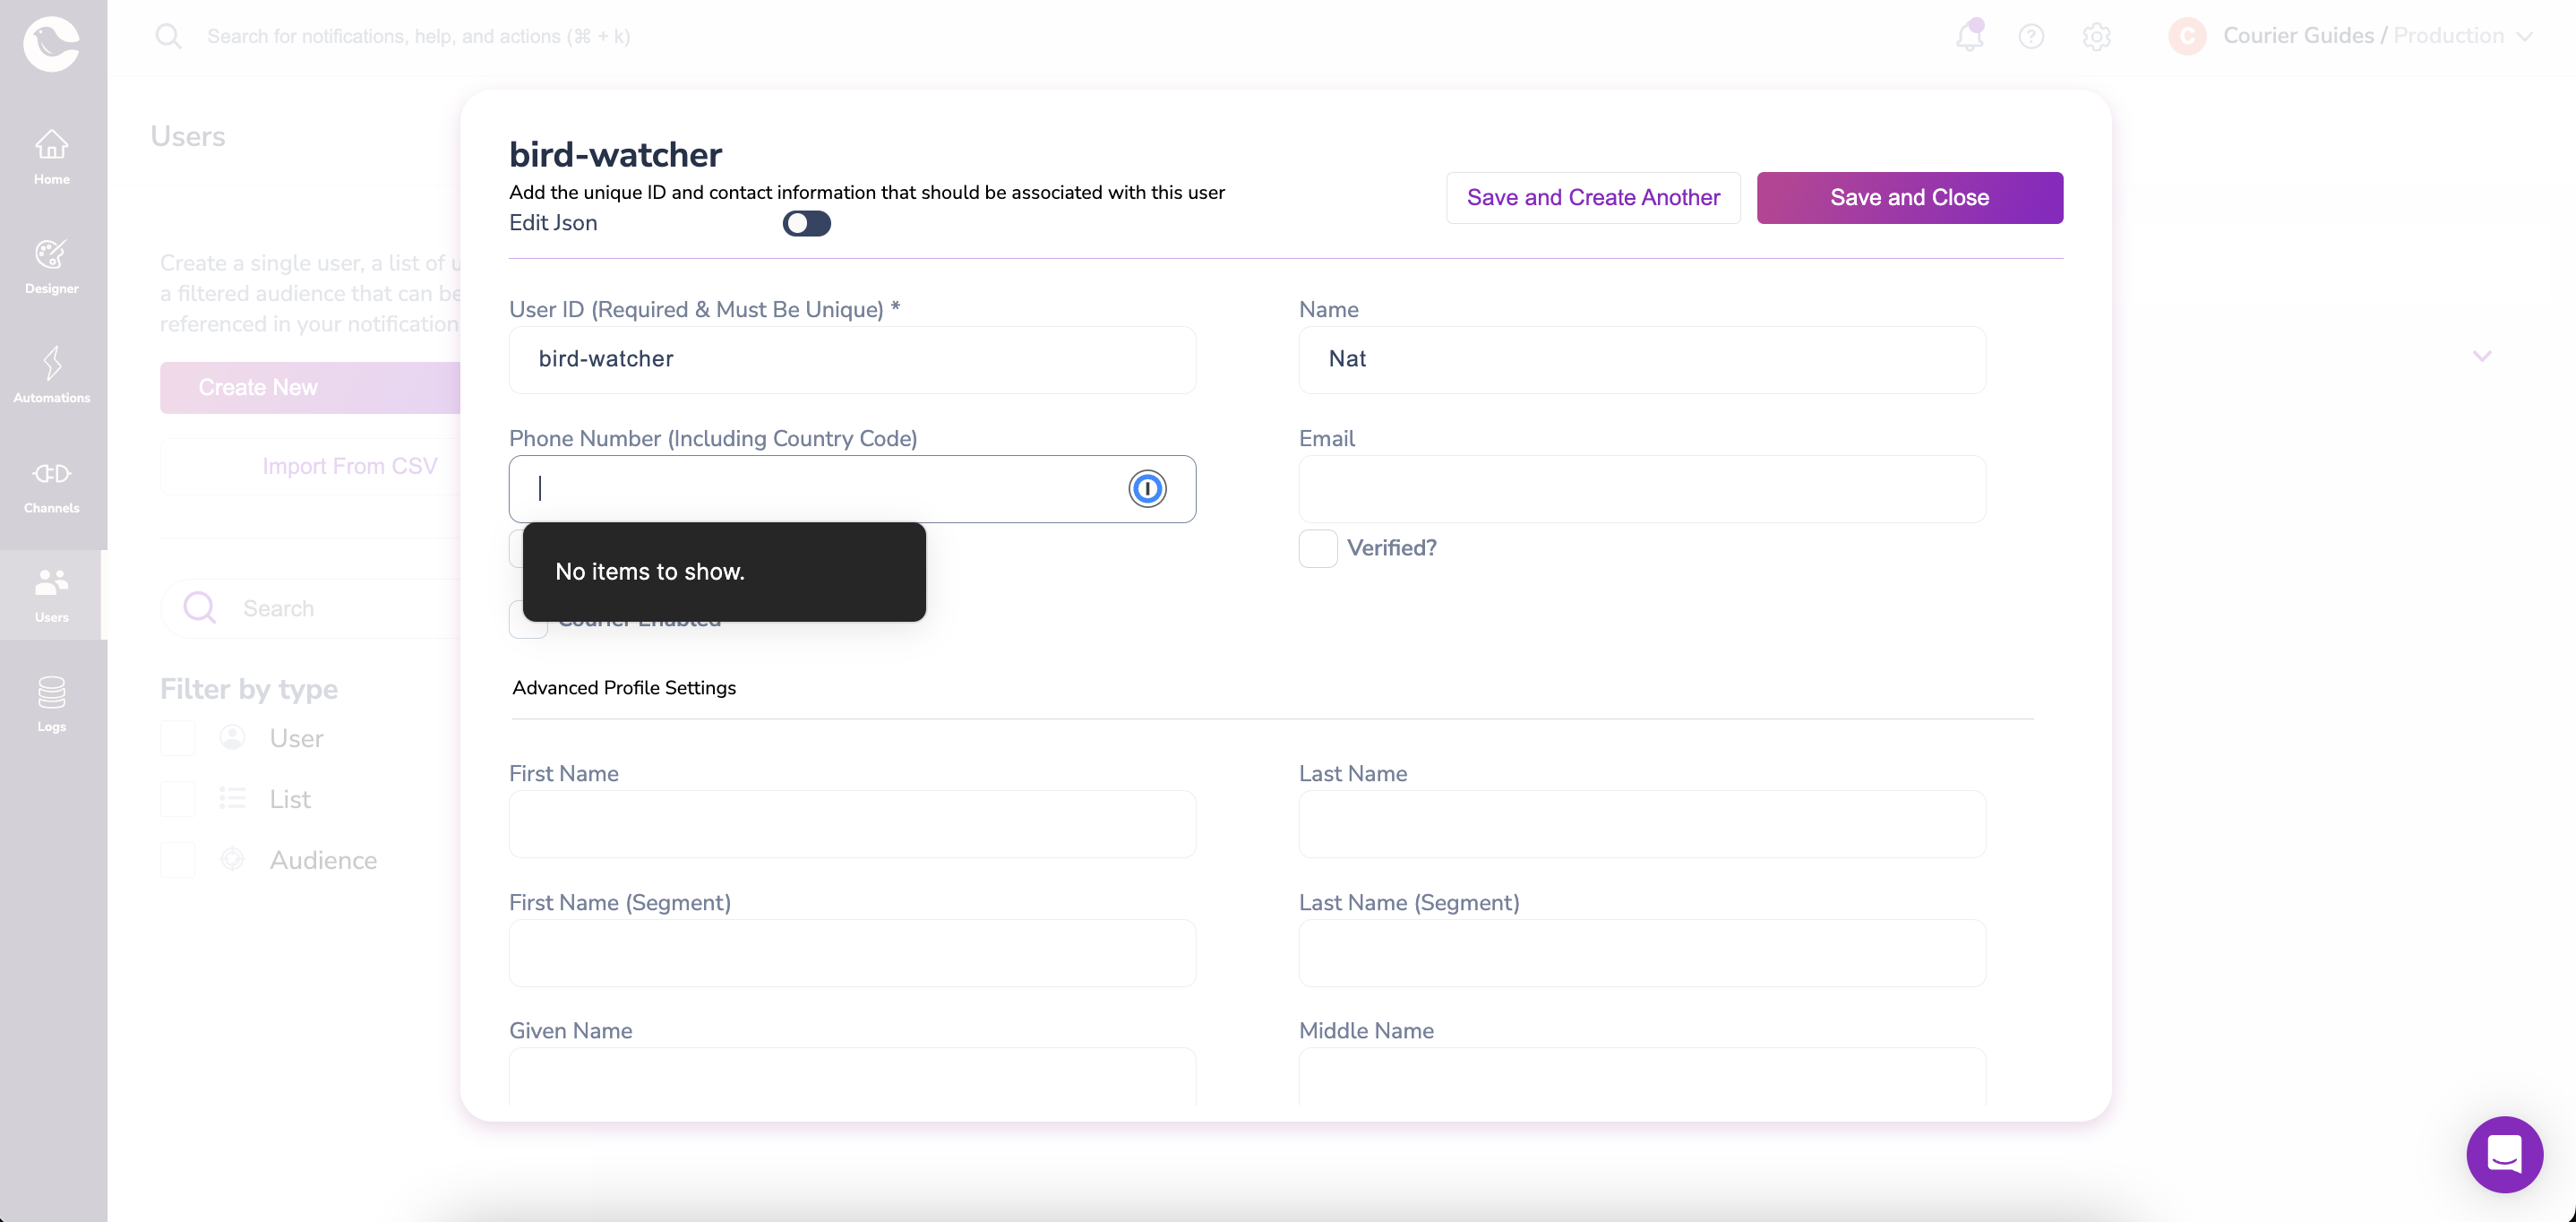 Search for notifications, help, and actions (⌘ + k)
C
Courier Guides / Production
Home
Designer
Automations
Channels
Users
Logs
Users
Create a single user, a list of u
a filtered audience that can be
referenced in your notification
Create New
Import From CSV
Search
Filter by type
User
List
Audience
bird-watcher
Add the unique ID and contact information that should be associated with this user
Edit Json
Save and Create Another
Save and Close
User ID (Required & Must Be Unique) *
bird-watcher
Name
Nat
Phone Number (Including Country Code)
Email
No items to show.
Verified?
Courier Enabled
Advanced Profile Settings
First Name
Last Name
First Name (Segment)
Last Name (Segment)
Given Name
Middle Name